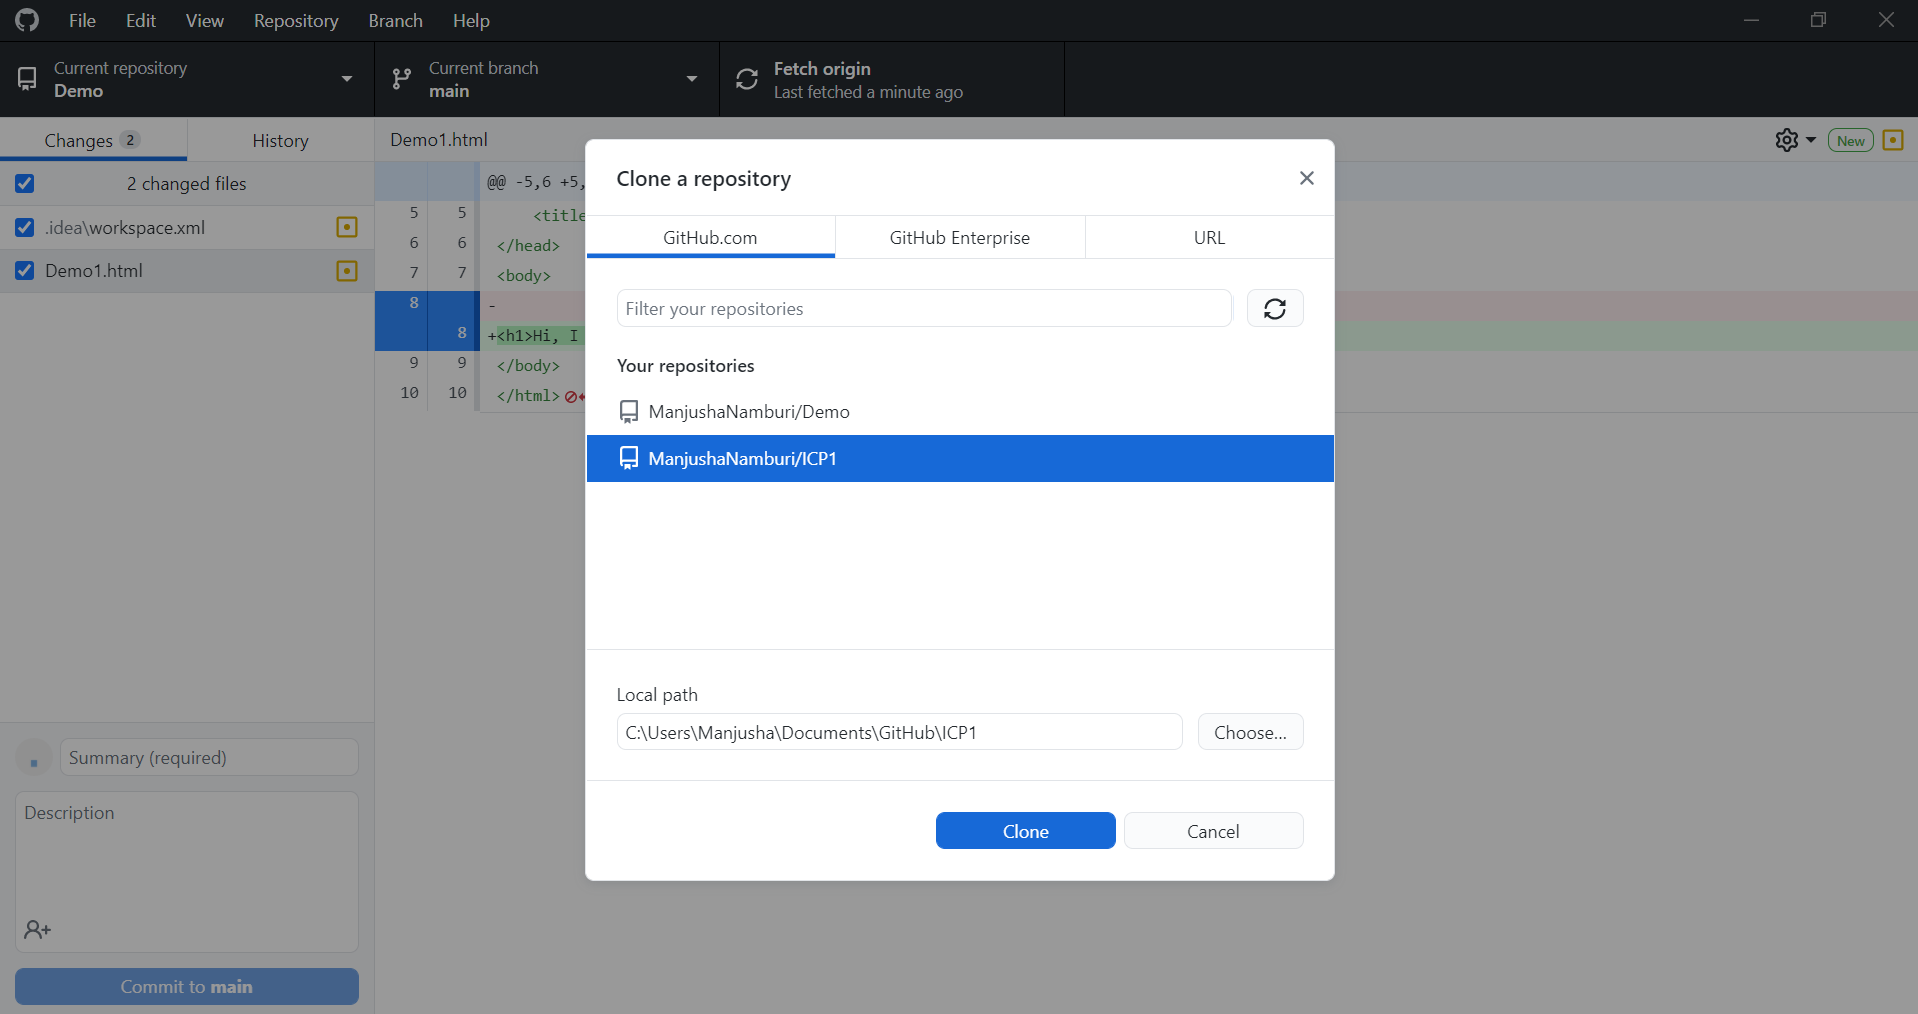 File Edit View Repository Branch Help
Current repository
Demo
Current branch
main
Fetch origin
Last fetched a minute ago
Changes 2
History
2 changed files
.idea\workspace.xml
Demo1.html
Demo1.html
New
@@ -5,6 +5,
5 5 <title
6 6 </head>
7 7 <body>
8 -
8 +<h1>Hi, I
9 9 </body>
10 10 </html>
Clone a repository
GitHub.com
GitHub Enterprise
URL
Filter your repositories
Your repositories
ManjushaNamburi/Demo
ManjushaNamburi/ICP1
Local path
C:\Users\Manjusha\Documents\GitHub\ICP1
Choose...
Clone
Cancel
Summary (required)
Description
Commit to main